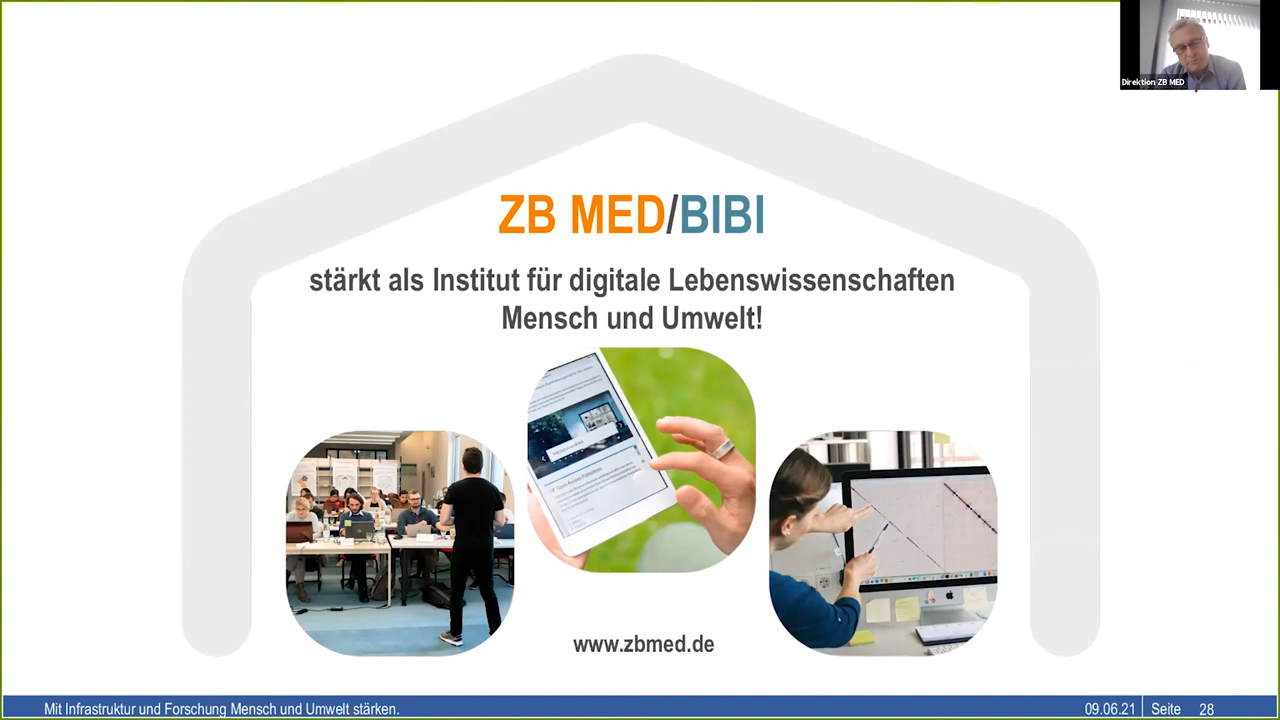 Direktion ZB MED
ZB MED/BIBI
stärkt als Institut für digitale Lebenswissenschaften
Mensch und Umwelt!
www.zbmed.de
Mit Infrastruktur und Forschung Mensch und Umwelt stärken.
09.06.21 Seite 28